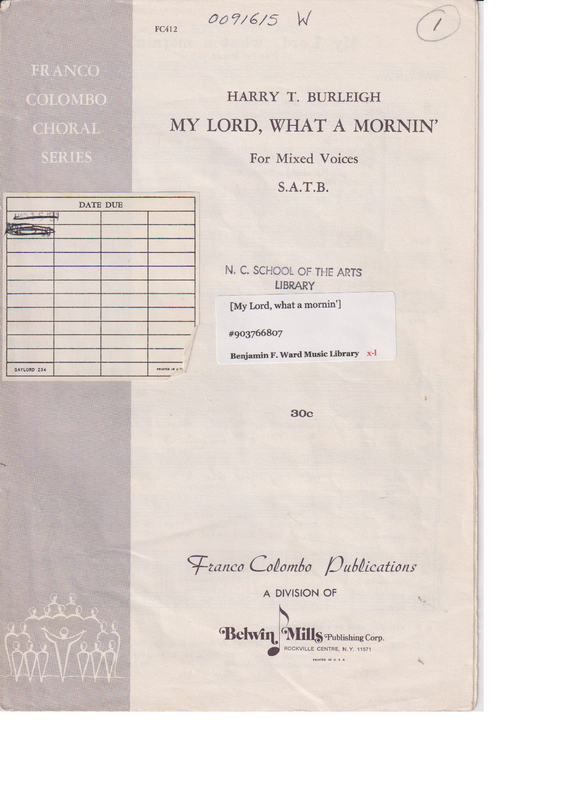 0091615 W
1
FC412
FRANCO
COLOMBO
CHORAL
SERIES
HARRY T. BURLEIGH
MY LORD, WHAT A MORNIN'
For Mixed Voices
S.A.T.B.
DATE DUE
GAYLORD 234
N. C. SCHOOL OF THE ARTS
LIBRARY
[My Lord, what a mornin']
#903766807
Benjamin F. Ward Music Library x-l
30c
Franco Colombo Publications
A DIVISION OF
Belwin Mills Publishing Corp.
ROCKVILLE CENTRE, N.Y. 11571
PRINTED IN U. S. A.